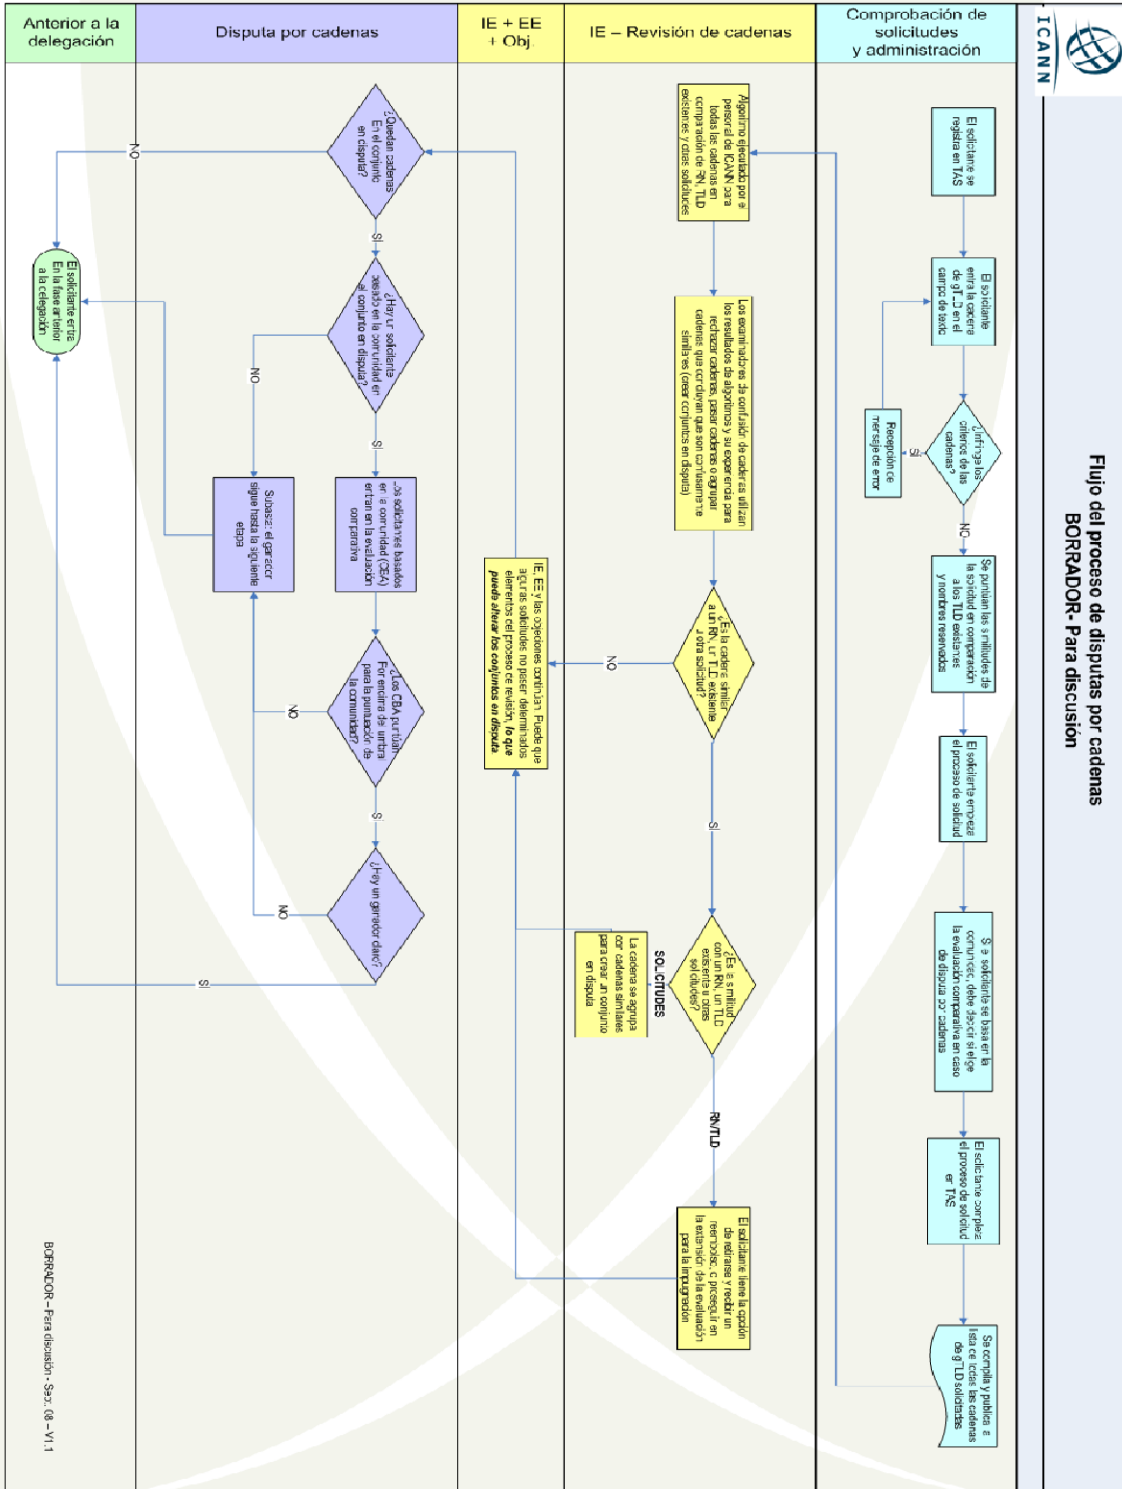 ICANN
Flujo del proceso de disputas por cadenas
BORRADOR- Para discusión
Comprobación de
solicitudes
y administración
El solicitante se
registra en TAS
El solicitante
entra la cadena
de gTLD en el
campo de texto
¿Infringe los
criterios de las
cadenas?
SÍ
Recepción de
mensaje de error
NO
Se puntúan las similitudes de
la solicitud en comparación
a los TLD existentes
y nombres reservados
El solicitante empieza
el proceso de solicitud
Si el solicitante se basa en la
comunidad, debe decidir si elige
la evaluación comparativa en caso
de disputa por cadenas
El solicitante completa
el proceso de solicitud
en TAS
Se compila y publica la
lista de todas las cadenas
de gTLD solicitadas
IE – Revisión de cadenas
Algoritmo ejecutado por el
personal de ICANN para
todas las cadenas en
comparación de RN, TLD
existentes y otras solicitudes
Los examinadores de confusión de cadenas utilizan
los resultados de algoritmos y su experiencia para
rechazar cadenas, pasar cadenas o agrupar
cadenas que concluyan que son confusamente
similares (crear conjuntos en disputa)
¿Es la cadena similar
a un RN, un TLD existente
u otra solicitud?
NO
SÍ
¿Es la similitud
con un RN, un TLD
existente u otras
solicitudes?
SOLICITUDES
La cadena se agrupa
con cadenas similares
para crear un conjunto
en disputa
RN/TLD
El solicitante tiene la opción
de retirarse y recibir un
reembolso, o proseguir en
la extensión de la evaluación
para la impugnación
IE + EE
+ Obj.
IE, EE y las objeciones continúan. Puede que
algunas solicitudes no pasen determinados
elementos del proceso de revisión, lo que
puede alterar los conjuntos en disputa
Disputa por cadenas
¿Quedan cadenas
En el conjunto
en disputa?
NO
SÍ
¿Hay un solicitante
basado en la comunidad en
el conjunto en disputa?
NO
SÍ
Los solicitantes basados
en la comunidad (CBA)
entran en la evaluación
comparativa
Subasta: el ganador
sigue hasta la siguiente
etapa
¿Los CBA puntúan
Por encima del umbral
para la puntuación de
la comunidad?
NO
SÍ
¿Hay un ganador claro?
NO
SÍ
Anterior a la
delegación
El solicitante entra
En la fase anterior
a la delegación
BORRADOR – Para discusión - Sept. 08 – V1.1